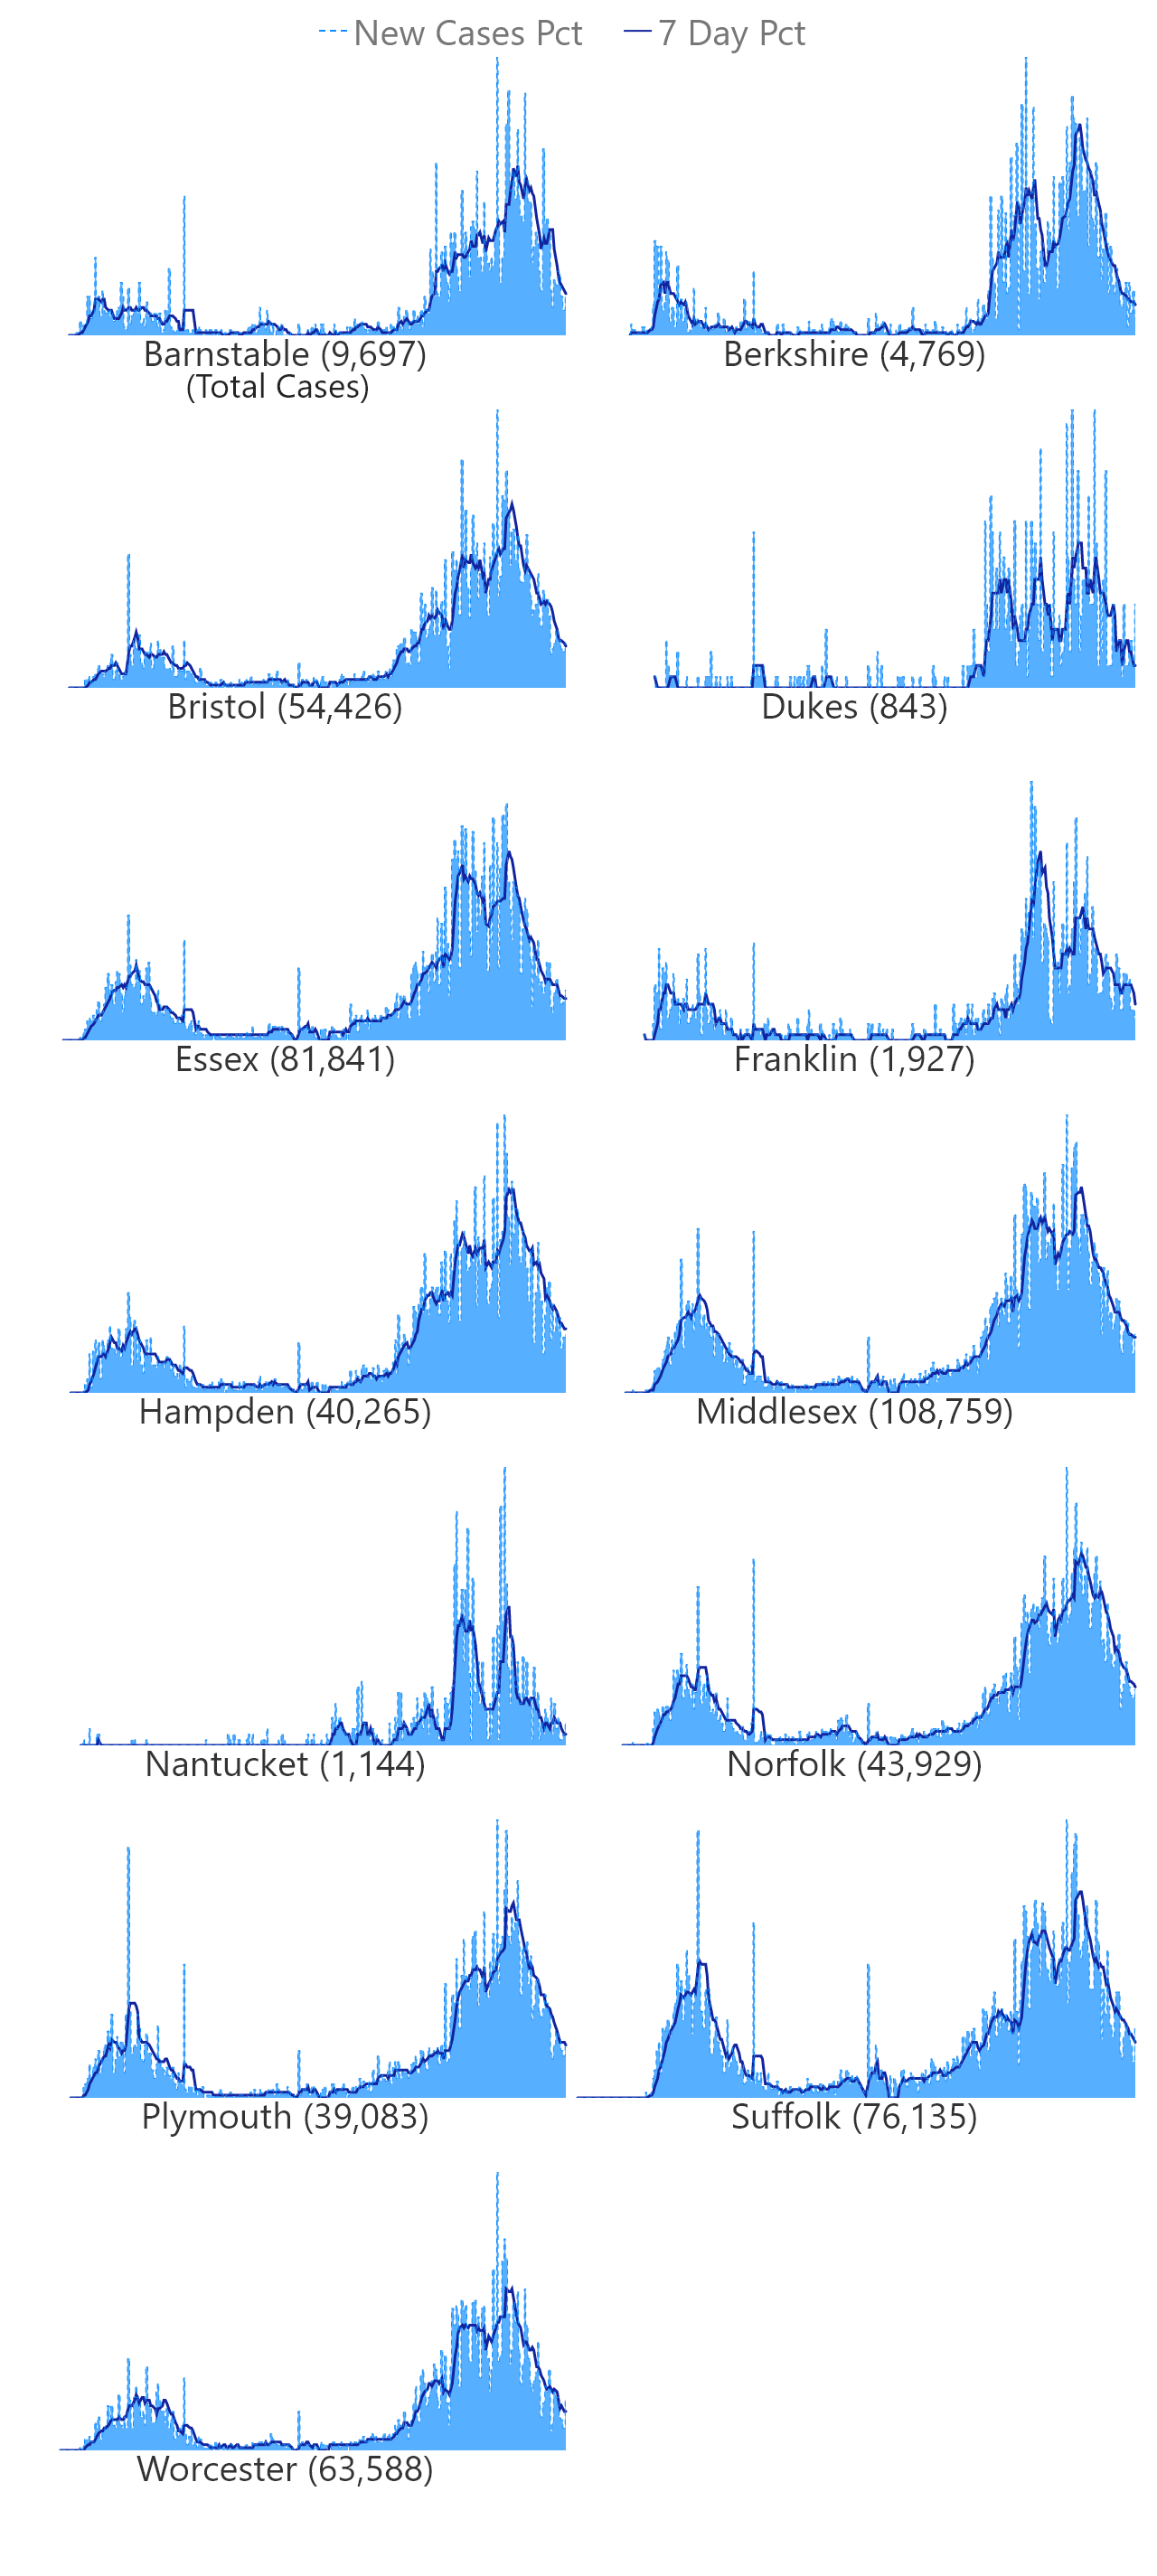 New Cases Pct 7 Day Pct
Barnstable (9,697) Berkshire (4,769)
(Total Cases)
Bristol (54,426) Dukes (843)
Essex (81,841) Franklin (1,927)
Hampden (40,265) Middlesex (108,759)
Nantucket (1,144) Norfolk (43,929)
Plymouth (39,083) Suffolk (76,135)
Worcester (63,588)